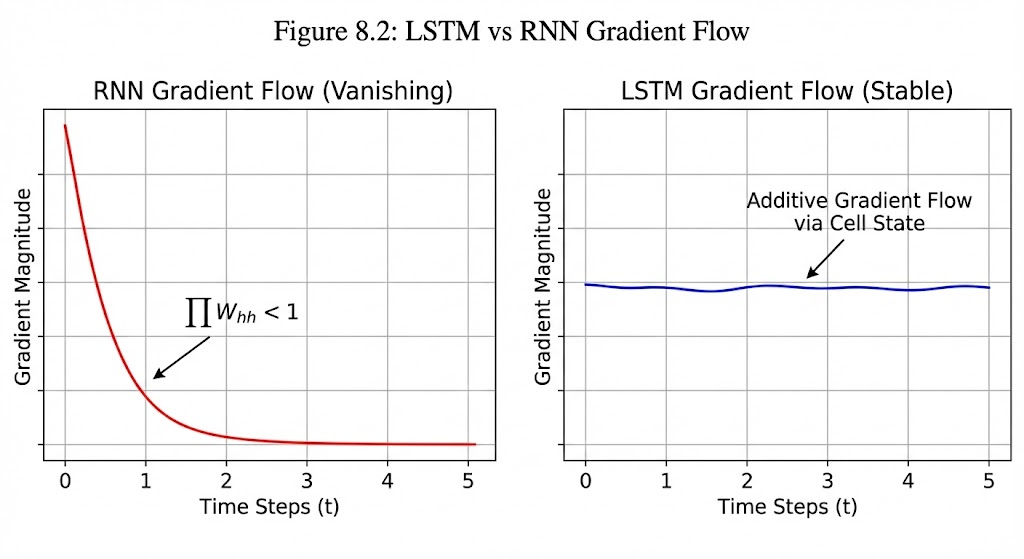 Figure 8.2: LSTM vs RNN Gradient Flow
RNN Gradient Flow (Vanishing)
Gradient Magnitude
∏ W_hh < 1
0 1 2 3 4 5
Time Steps (t)
LSTM Gradient Flow (Stable)
Gradient Magnitude
Additive Gradient Flow
via Cell State
0 1 2 3 4 5
Time Steps (t)